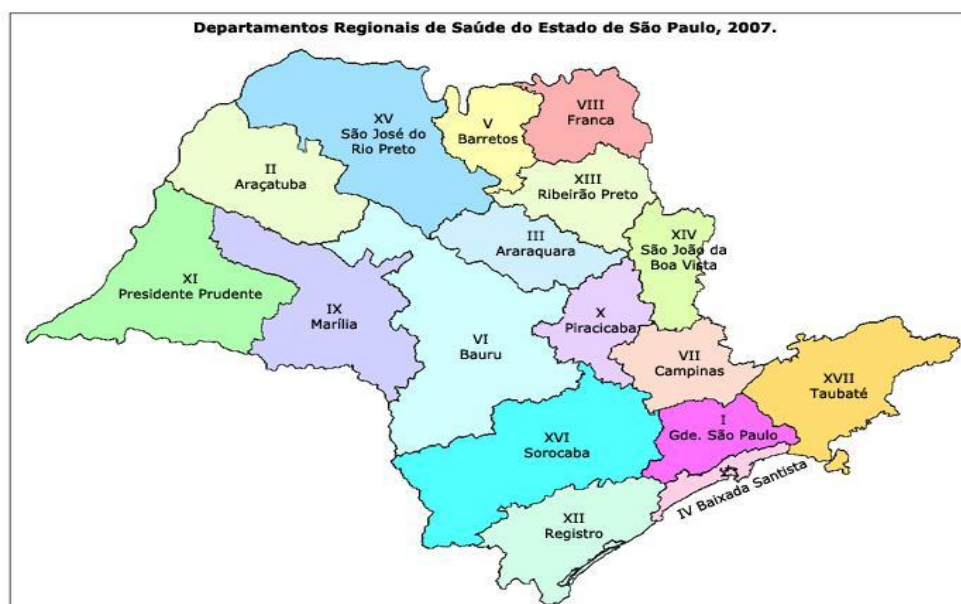 Departamentos Regionais de Saúde do Estado de São Paulo, 2007.
XV
São José do
Rio Preto
V
Barretos
VIII
Franca
II
Araçatuba
XIII
Ribeirão Preto
III
Araraquara
XIV
São João da
Boa Vista
XI
Presidente Prudente
IX
Marília
VI
Bauru
X
Piracicaba
VII
Campinas
XVII
Taubaté
I
Gde. São Paulo
XVI
Sorocaba
IV Baixada Santista
XII
Registro